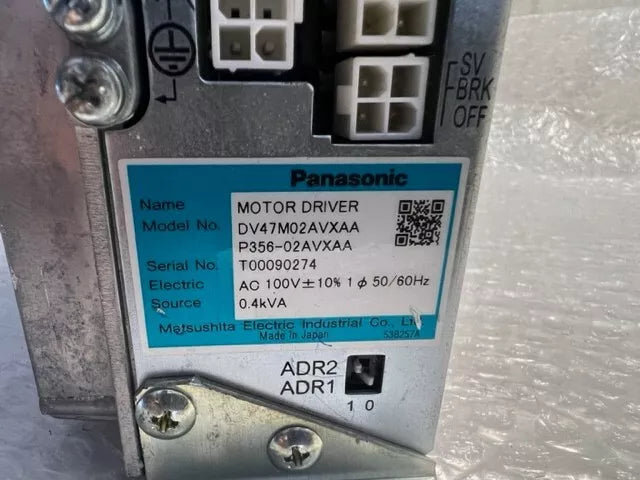 SV
BRK
OFF
Panasonic
Name MOTOR DRIVER
Model No. DV47M02AVXAA
P356-02AVXAA
Serial No. T00090274
Electric AC 100V±10% 1ϕ 50/60Hz
Source 0.4kVA
Matsushita Electric Industrial Co., Lt
Made in Japan 538257A
ADR2
ADR1
1 0